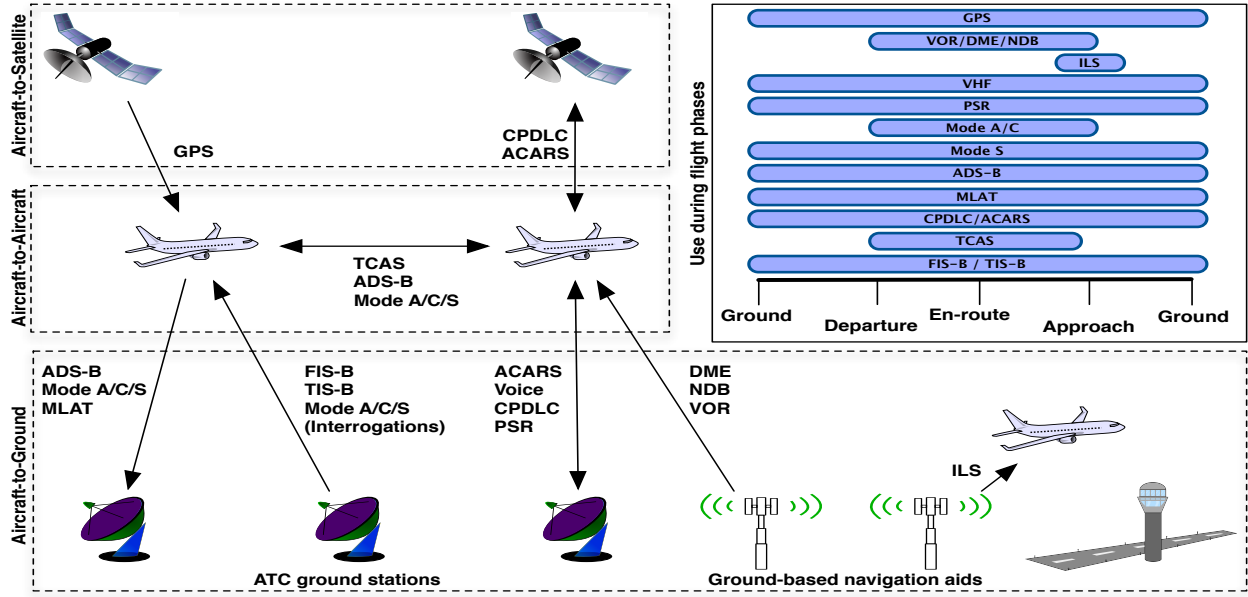 Aircraft-to-Satellite
GPS
CPDLC
ACARS
Aircraft-to-Aircraft
TCAS
ADS-B
Mode A/C/S
Aircraft-to-Ground
ADS-B
Mode A/C/S
MLAT
FIS-B
TIS-B
Mode A/C/S
(Interrogations)
ACARS
Voice
CPDLC
PSR
DME
NDB
VOR
ILS
ATC ground stations
Ground-based navigation aids
Use during flight phases
GPS
VOR/DME/NDB
ILS
VHF
PSR
Mode A/C
Mode S
ADS-B
MLAT
CPDLC/ACARS
TCAS
FIS-B / TIS-B
Ground
Departure
En-route
Approach
Ground